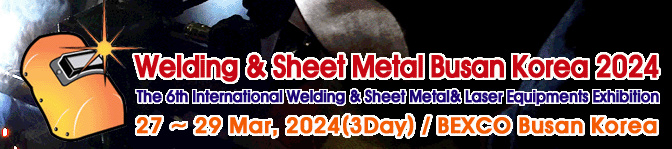 Welding & Sheet Metal Busan Korea 2024
The 6th International Welding & Sheet Metal& Laser Equipments Exhibition
27 ~ 29 Mar, 2024(3Day) / BEXCO Busan Korea